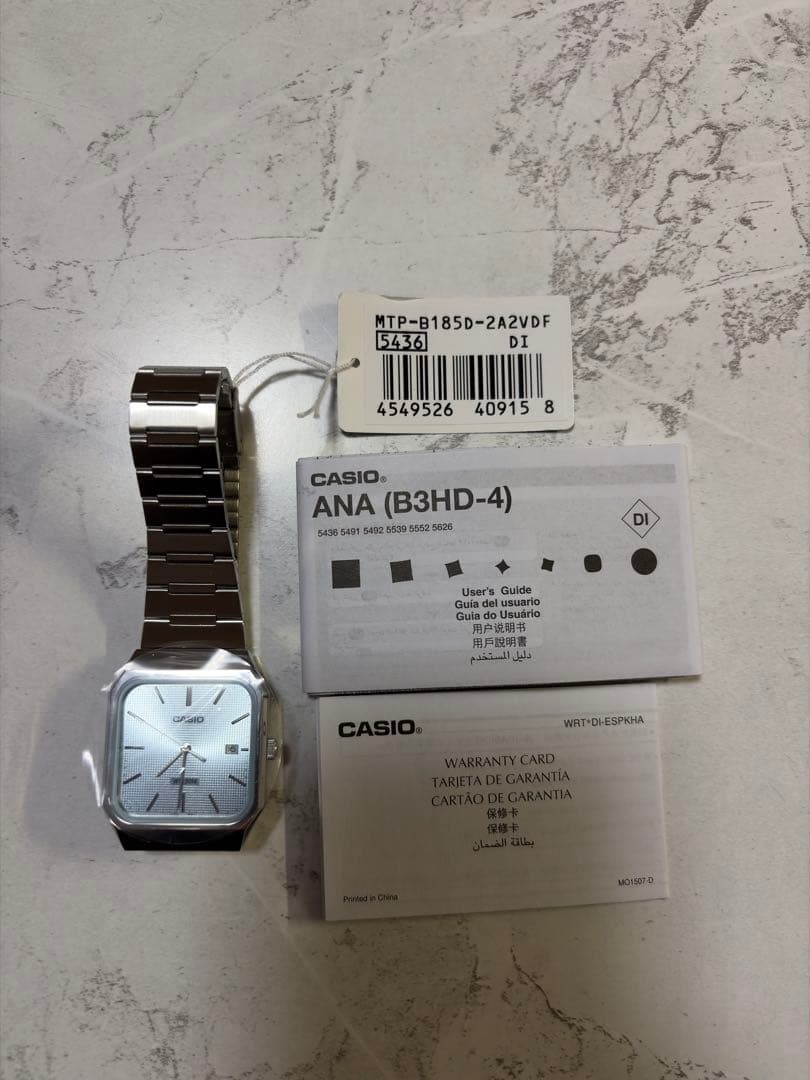 MTP-B185D-2A2VDF
5436 DI
4549526 40915 8
CASIO®
ANA (B3HD-4)
5436 5491 5492 5539 5552 5626
DI
User's Guide
Guía del usuario
Guia do Usuário
用户说明书
用戶說明書
دليل المستخدم
CASIO
CASIO®
WRT*DI-ESPKHA
WARRANTY CARD
TARJETA DE GARANTÍA
CARTÃO DE GARANTIA
保修卡
保修卡
بطاقة الضمان
Printed in China
MO1507-D